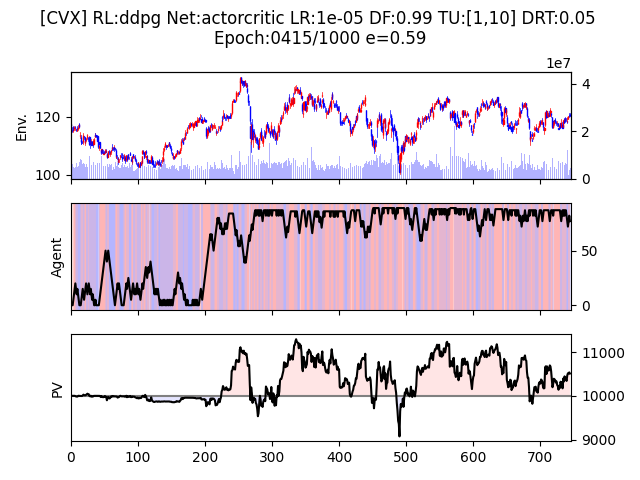 [CVX] RL:ddpg Net:actorcritic LR:1e-05 DF:0.99 TU:[1,10] DRT:0.05
Epoch:0415/1000 e=0.59
1e7
Env.
120
100
4
2
0
Agent
50
0
PV
11000
10000
9000
0 100 200 300 400 500 600 700